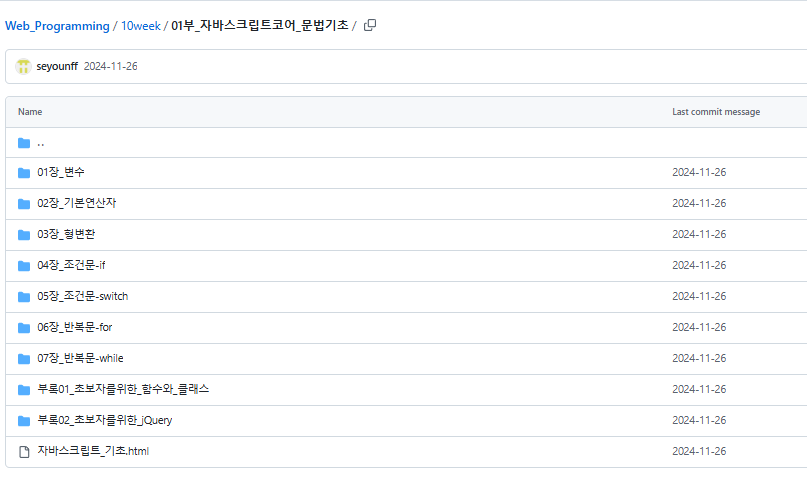 Web_Programming / 10week / 01부_자바스크립트코어_문법기초 /
seyounff 2024-11-26
Name Last commit message
..
01장_변수 2024-11-26
02장_기본연산자 2024-11-26
03장_형변환 2024-11-26
04장_조건문-if 2024-11-26
05장_조건문-switch 2024-11-26
06장_반복문-for 2024-11-26
07장_반복문-while 2024-11-26
부록01_초보자를위한_함수와_클래스 2024-11-26
부록02_초보자를위한_jQuery 2024-11-26
자바스크립트_기초.html 2024-11-26